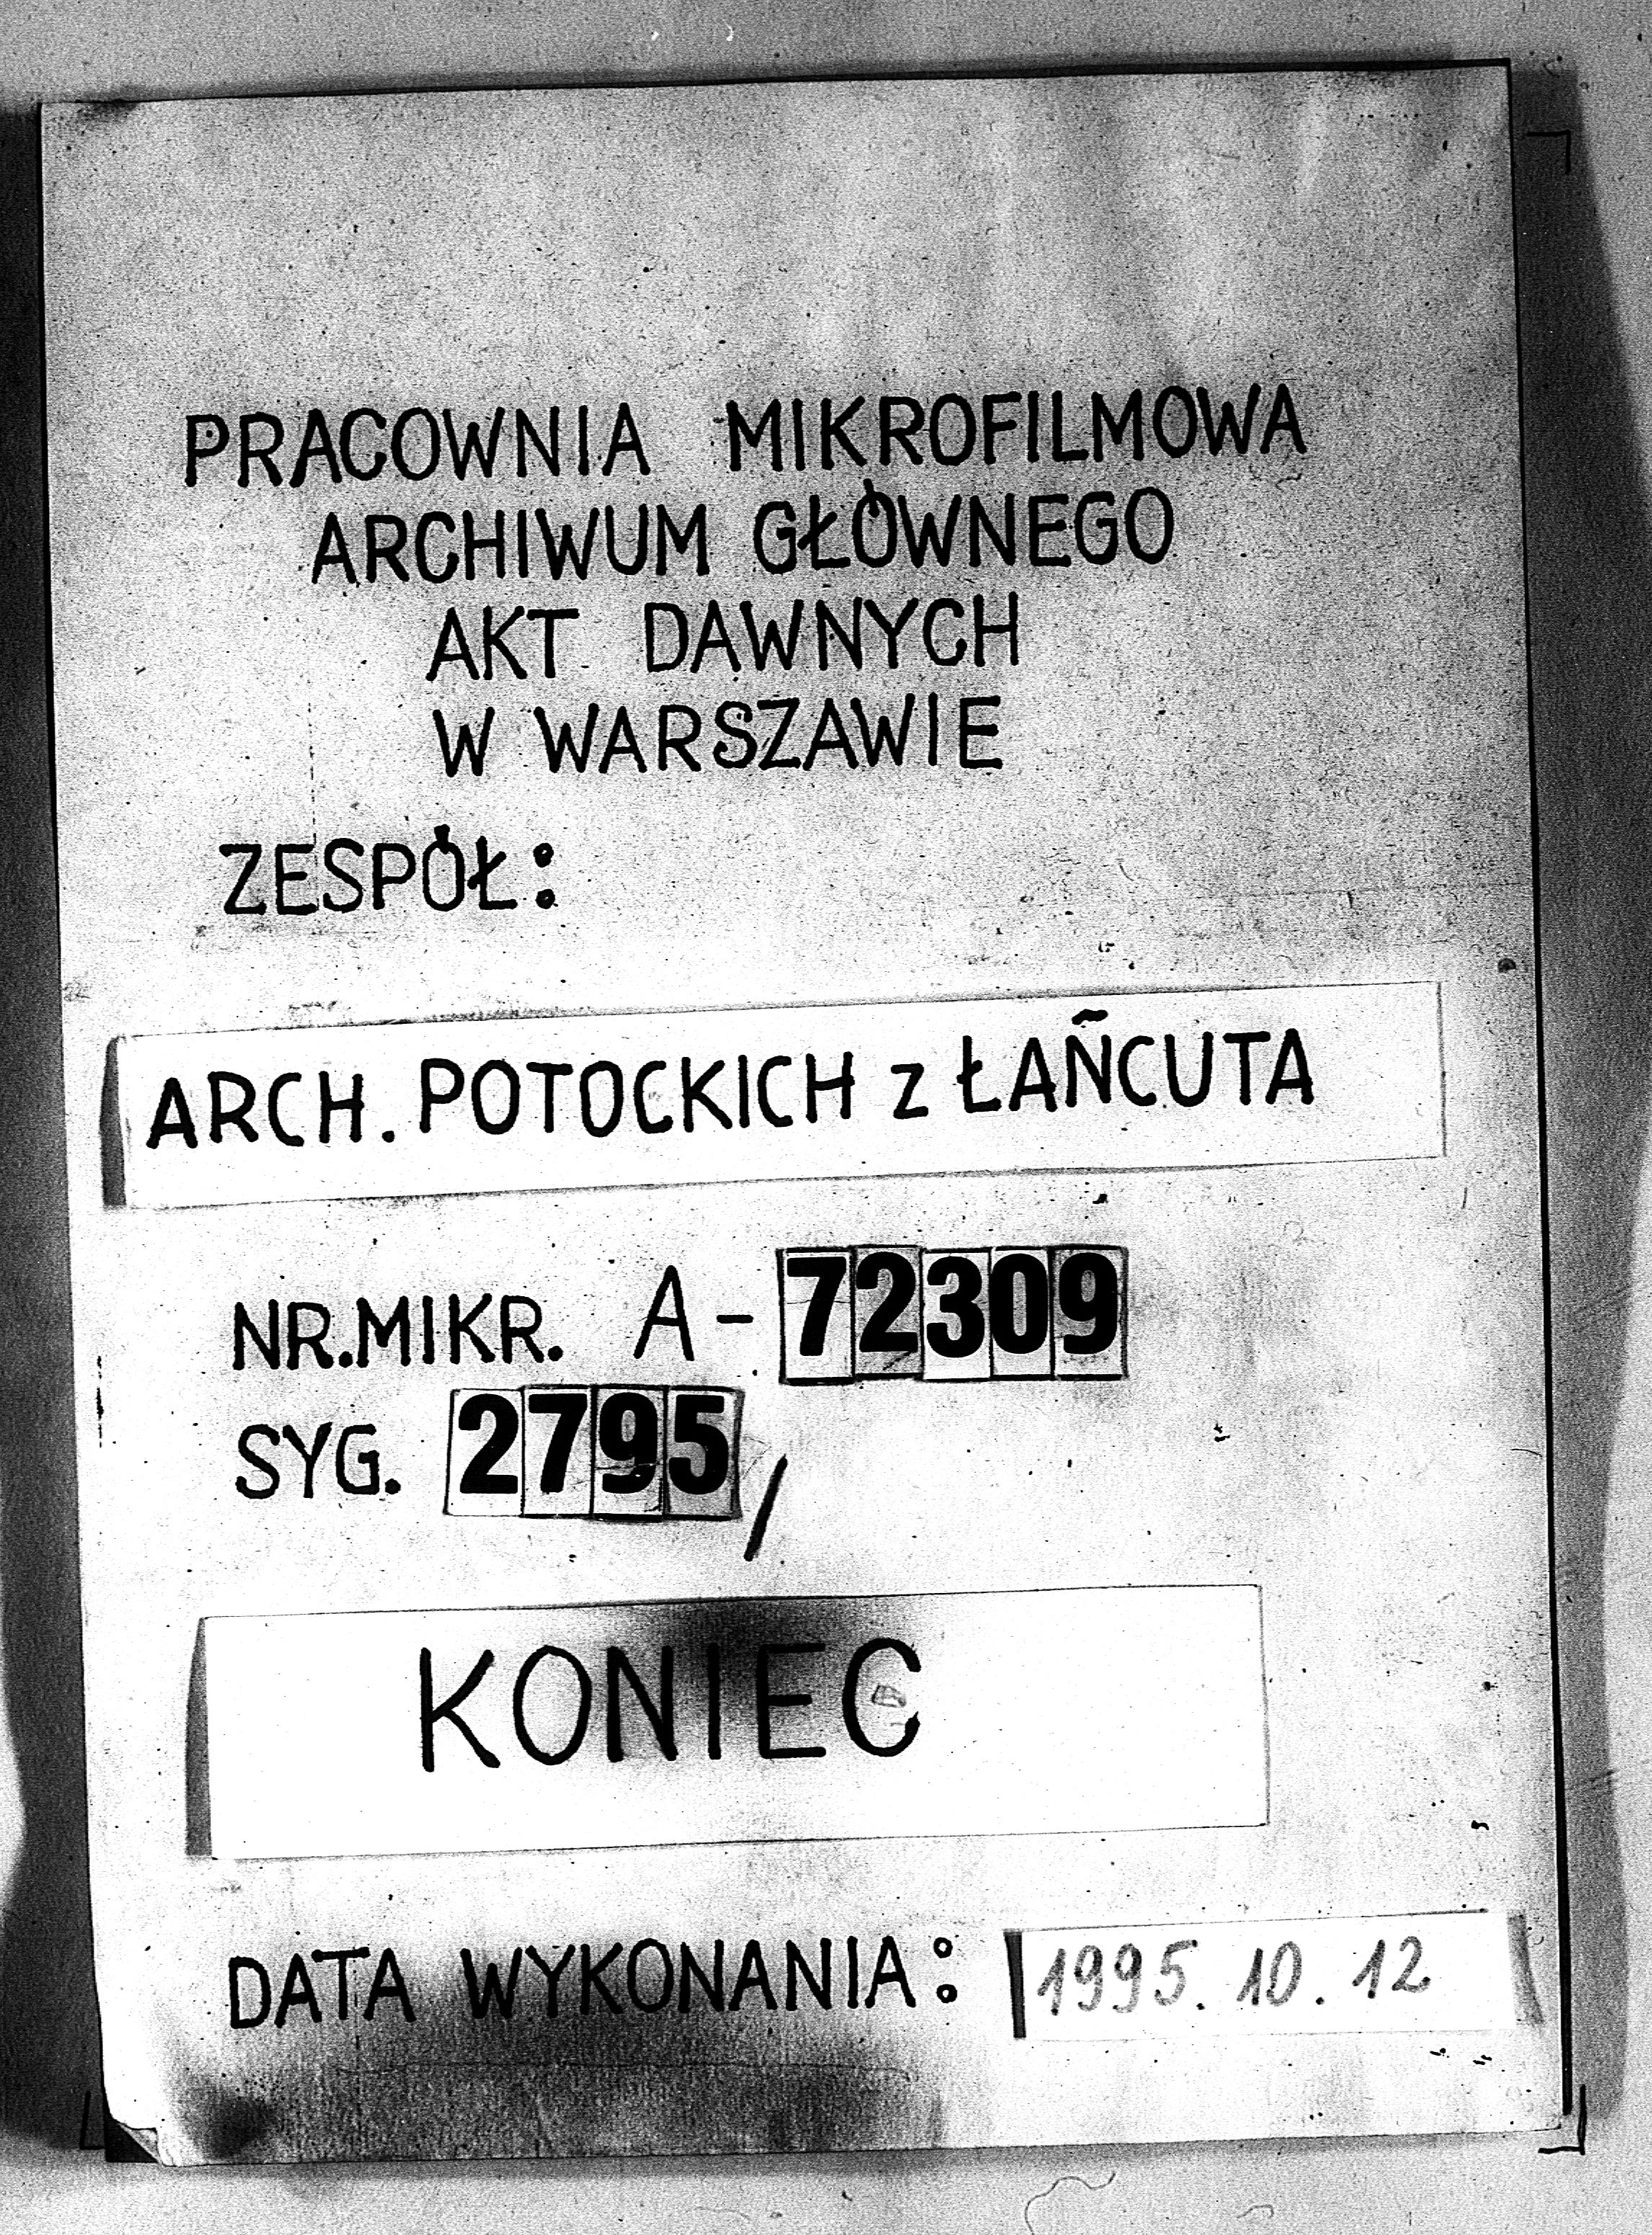 PRACOWNIA MIKROFILMOWA
ARCHIWUM GŁÓWNEGO
AKT DAWNYCH
W WARSZAWIE
ZESPÓŁ:
ARCH. POTOCKICH z ŁAŃCUTA
NR.MIKR. A-72309
SYG. 2795/
KONIEC
DATA WYKONANIA: 1995.10.12